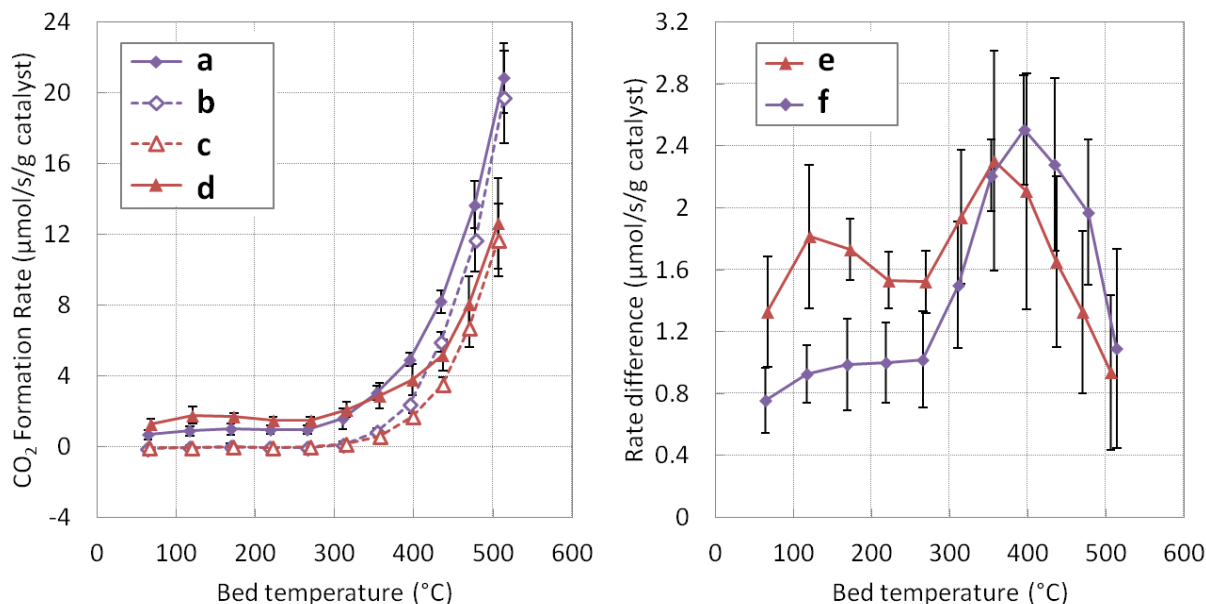 24
20
16
12
8
4
0
-4
CO₂ Formation Rate (µmol/s/g catalyst)
a
b
c
d
0 100 200 300 400 500 600
Bed temperature (°C)
3.2
2.8
2.4
2
1.6
1.2
0.8
0.4
0
Rate difference (µmol/s/g catalyst)
e
f
0 100 200 300 400 500 600
Bed temperature (°C)